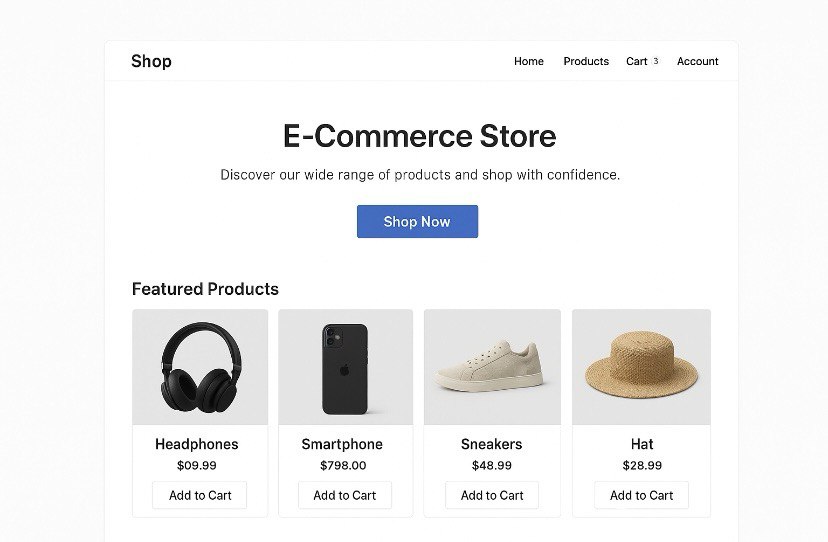 Shop
Home Products Cart 3 Account
E-Commerce Store
Discover our wide range of products and shop with confidence.
Shop Now
Featured Products
Headphones
$09.99
Add to Cart
Smartphone
$798.00
Add to Cart
Sneakers
$48.99
Add to Cart
Hat
$28.99
Add to Cart